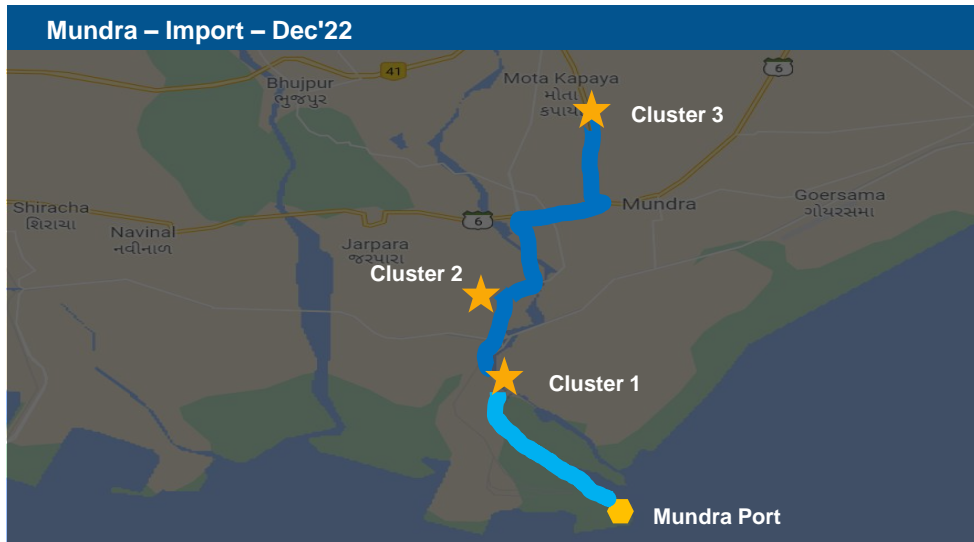 Mundra – Import – Dec'22
41
6
Bhujpur
ભુજપુર
Mota Kapaya
મોતા
કપાયા
Cluster 3
Shiracha
શિરાચા
Navinal
નવીનાળ
6
Mundra
Goersama
ગોયરસમા
Jarpara
જરપારા
Cluster 2
Cluster 1
Mundra Port